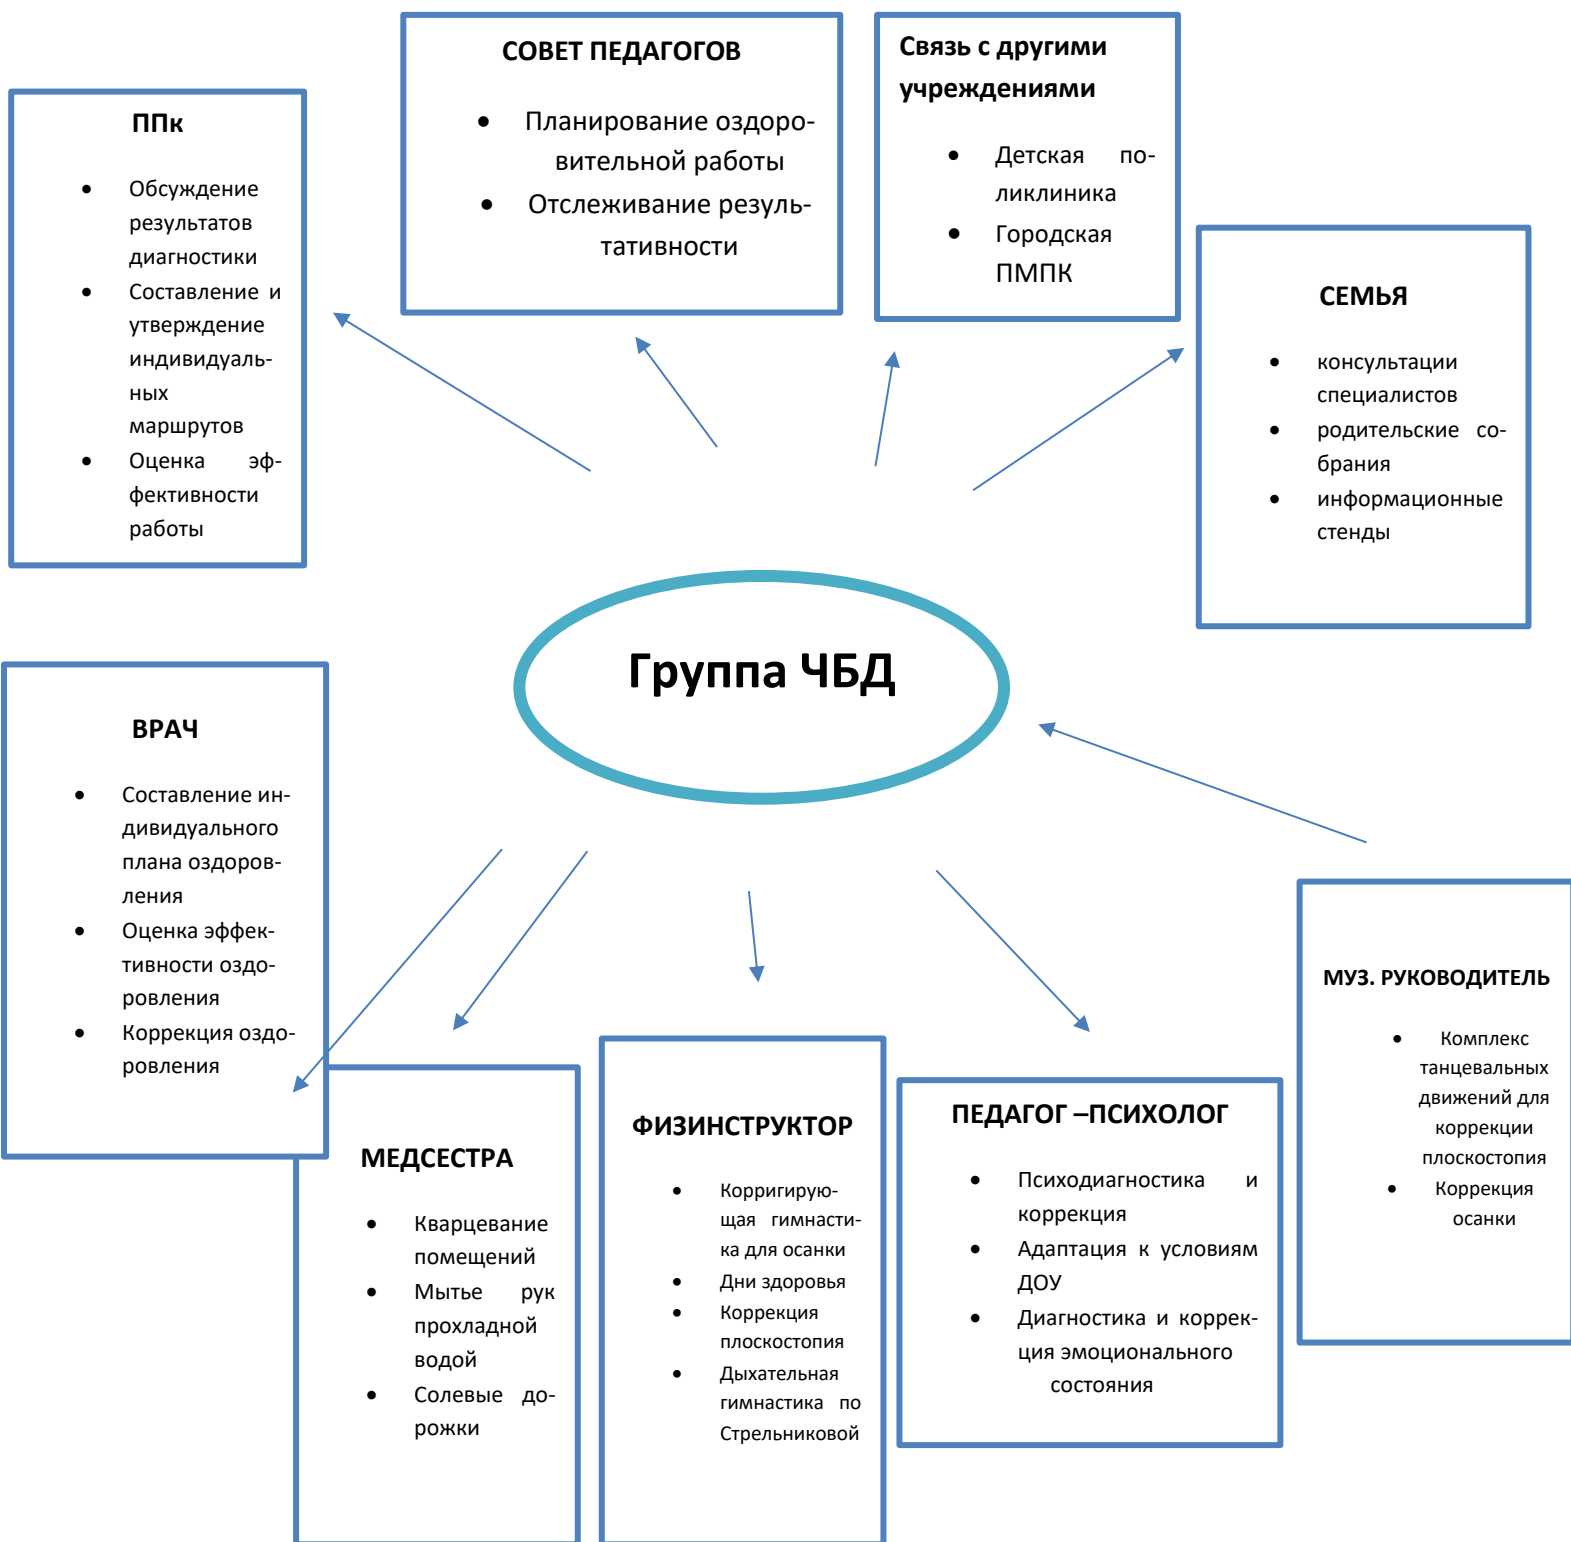 СОВЕТ ПЕДАГОГОВ
• Планирование оздоро-
вительной работы
• Отслеживание резуль-
тативности
Связь с другими
учреждениями
• Детская по-
ликлиника
• Городская
ПМПК
ППк
• Обсуждение
результатов
диагностики
• Составление и
утверждение
индивидуаль-
ных
маршрутов
• Оценка эф-
фективности
работы
СЕМЬЯ
• консультации
специалистов
• родительские со-
брания
• информационные
стенды
Группа ЧБД
ВРАЧ
• Составление ин-
дивидуального
плана оздоров-
ления
• Оценка эффек-
тивности оздо-
ровления
• Коррекция оздо-
ровления
МЕДСЕСТРА
• Кварцевание
помещений
• Мытье рук
прохладной
водой
• Солевые до-
рожки
ФИЗИНСТРУКТОР
• Корригирую-
щая гимнасти-
ка для осанки
• Дни здоровья
• Коррекция
плоскостопия
• Дыхательная
гимнастика по
Стрельниковой
ПЕДАГОГ –ПСИХОЛОГ
• Психодиагностика и
коррекция
• Адаптация к условиям
ДОУ
• Диагностика и коррек-
ция эмоционального
состояния
МУЗ. РУКОВОДИТЕЛЬ
• Комплекс
танцевальных
движений для
коррекции
плоскостопия
• Коррекция
осанки